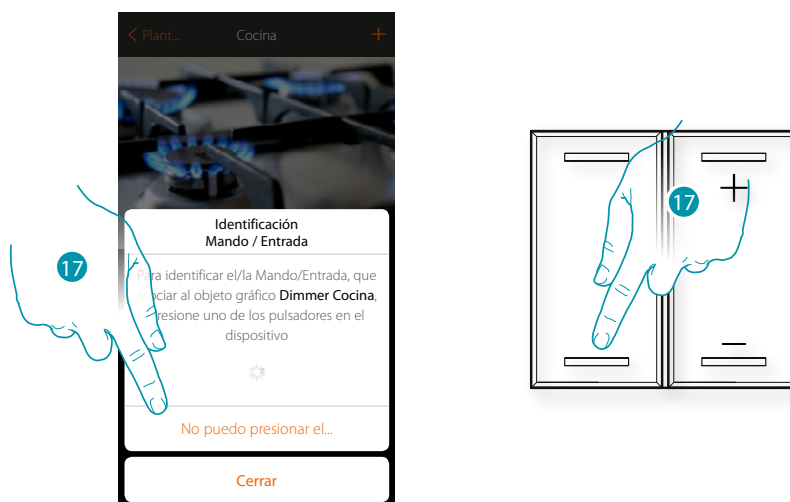 Plant... Cocina +
Identificación
Mando / Entrada
Para identificar el/la Mando/Entrada, que
ociar al objeto gráfico Dimmer Cocina,
resione uno de los pulsadores en el
dispositivo
No puedo presionar el...
Cerrar
17
17
+
−